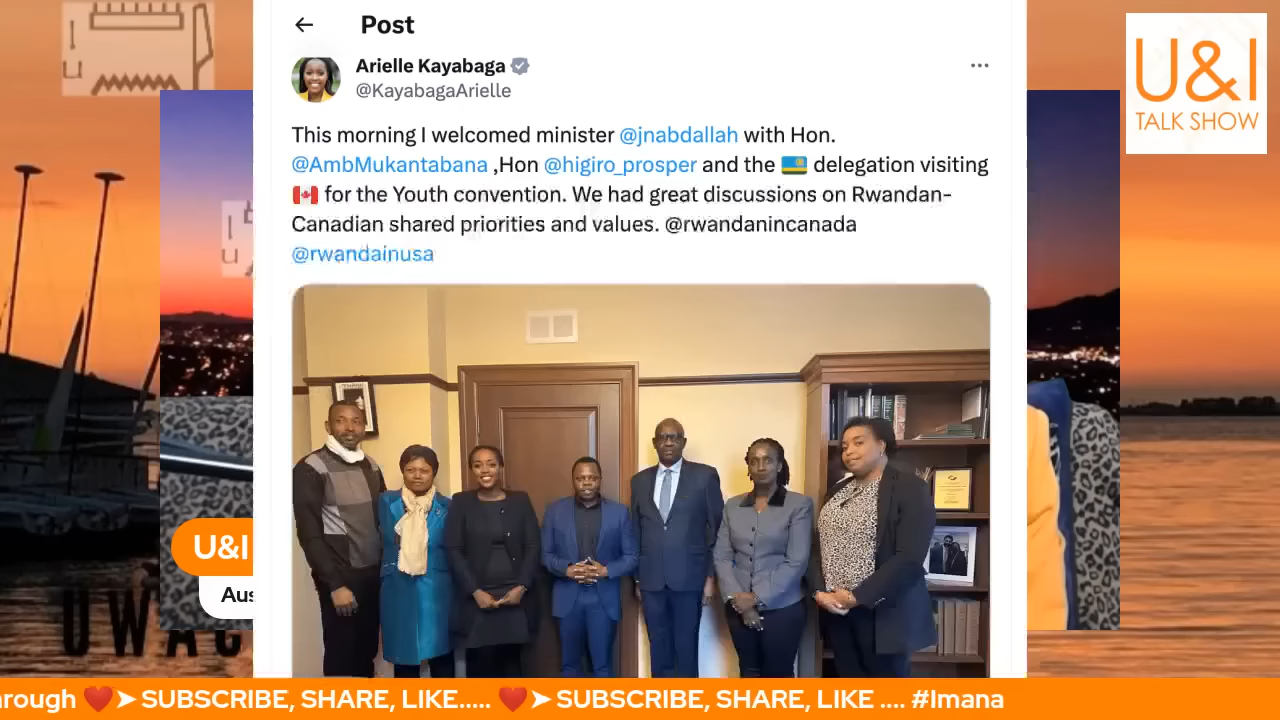 Post
Arielle Kayabaga
@KayabagaArielle
This morning I welcomed minister @jnabdallah with Hon.
@AmbMukantabana ,Hon @higiro_prosper and the 🇷🇼 delegation visiting
🇨🇦 for the Youth convention. We had great discussions on Rwandan-
Canadian shared priorities and values. @rwandanincanada
@rwandainusa
U&I
TALK SHOW
U&I
Aus
UWAC
rough ❤️➤ SUBSCRIBE, SHARE, LIKE..... ❤️➤ SUBSCRIBE, SHARE, LIKE .... #Imana